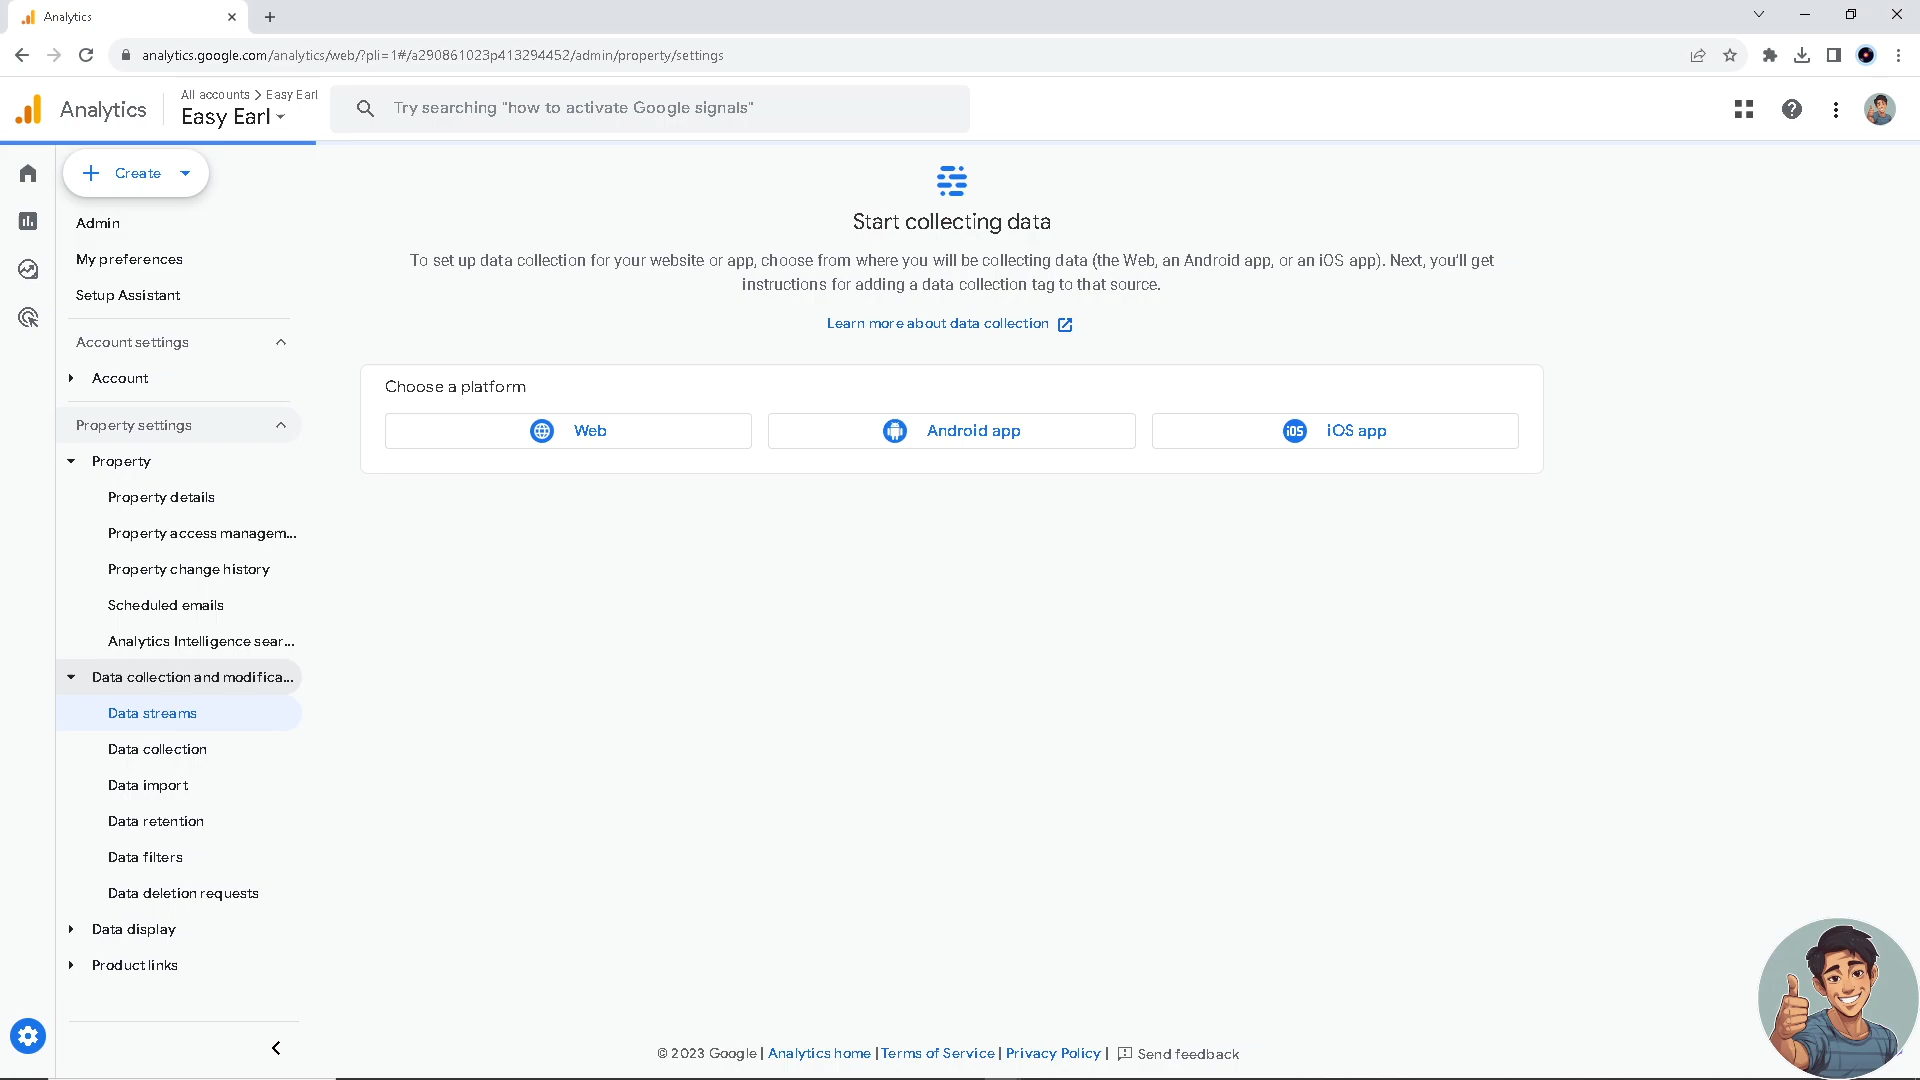 Analytics
analytics.google.com/analytics/web/?pli=1#/a290861023p413294452/admin/property/settings
Analytics
All accounts > Easy Earl
Easy Earl
Try searching "how to activate Google signals"
Create
Admin
My preferences
Setup Assistant
Account settings
Account
Property settings
Property
Property details
Property access managem...
Property change history
Scheduled emails
Analytics Intelligence sear...
Data collection and modifica...
Data streams
Data collection
Data import
Data retention
Data filters
Data deletion requests
Data display
Product links
Start collecting data
To set up data collection for your website or app, choose from where you will be collecting data (the Web, an Android app, or an iOS app). Next, you'll get
instructions for adding a data collection tag to that source.
Learn more about data collection
Choose a platform
Web
Android app
iOS iOS app
© 2023 Google | Analytics home | Terms of Service | Privacy Policy | Send feedback